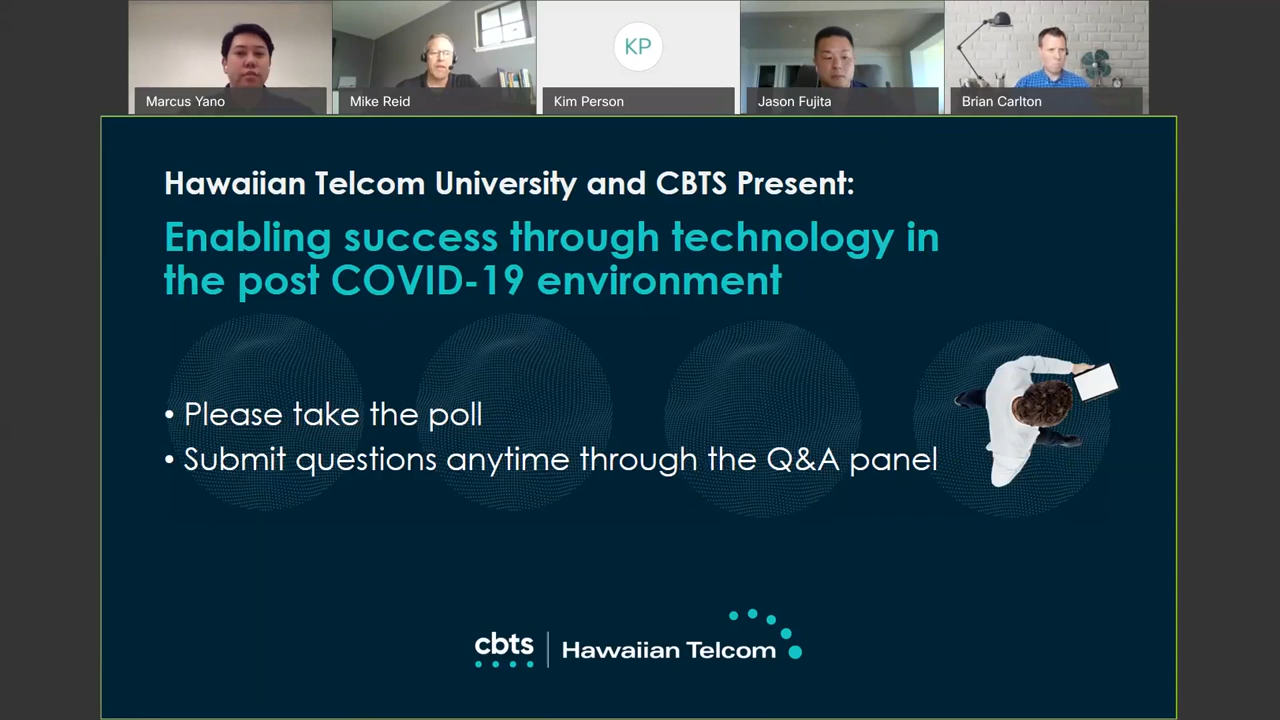 Marcus Yano
Mike Reid
KP
Kim Person
Jason Fujita
Brian Carlton
Hawaiian Telcom University and CBTS Present:
Enabling success through technology in
the post COVID-19 environment
• Please take the poll
• Submit questions anytime through the Q&A panel
cbts
Hawaiian Telcom